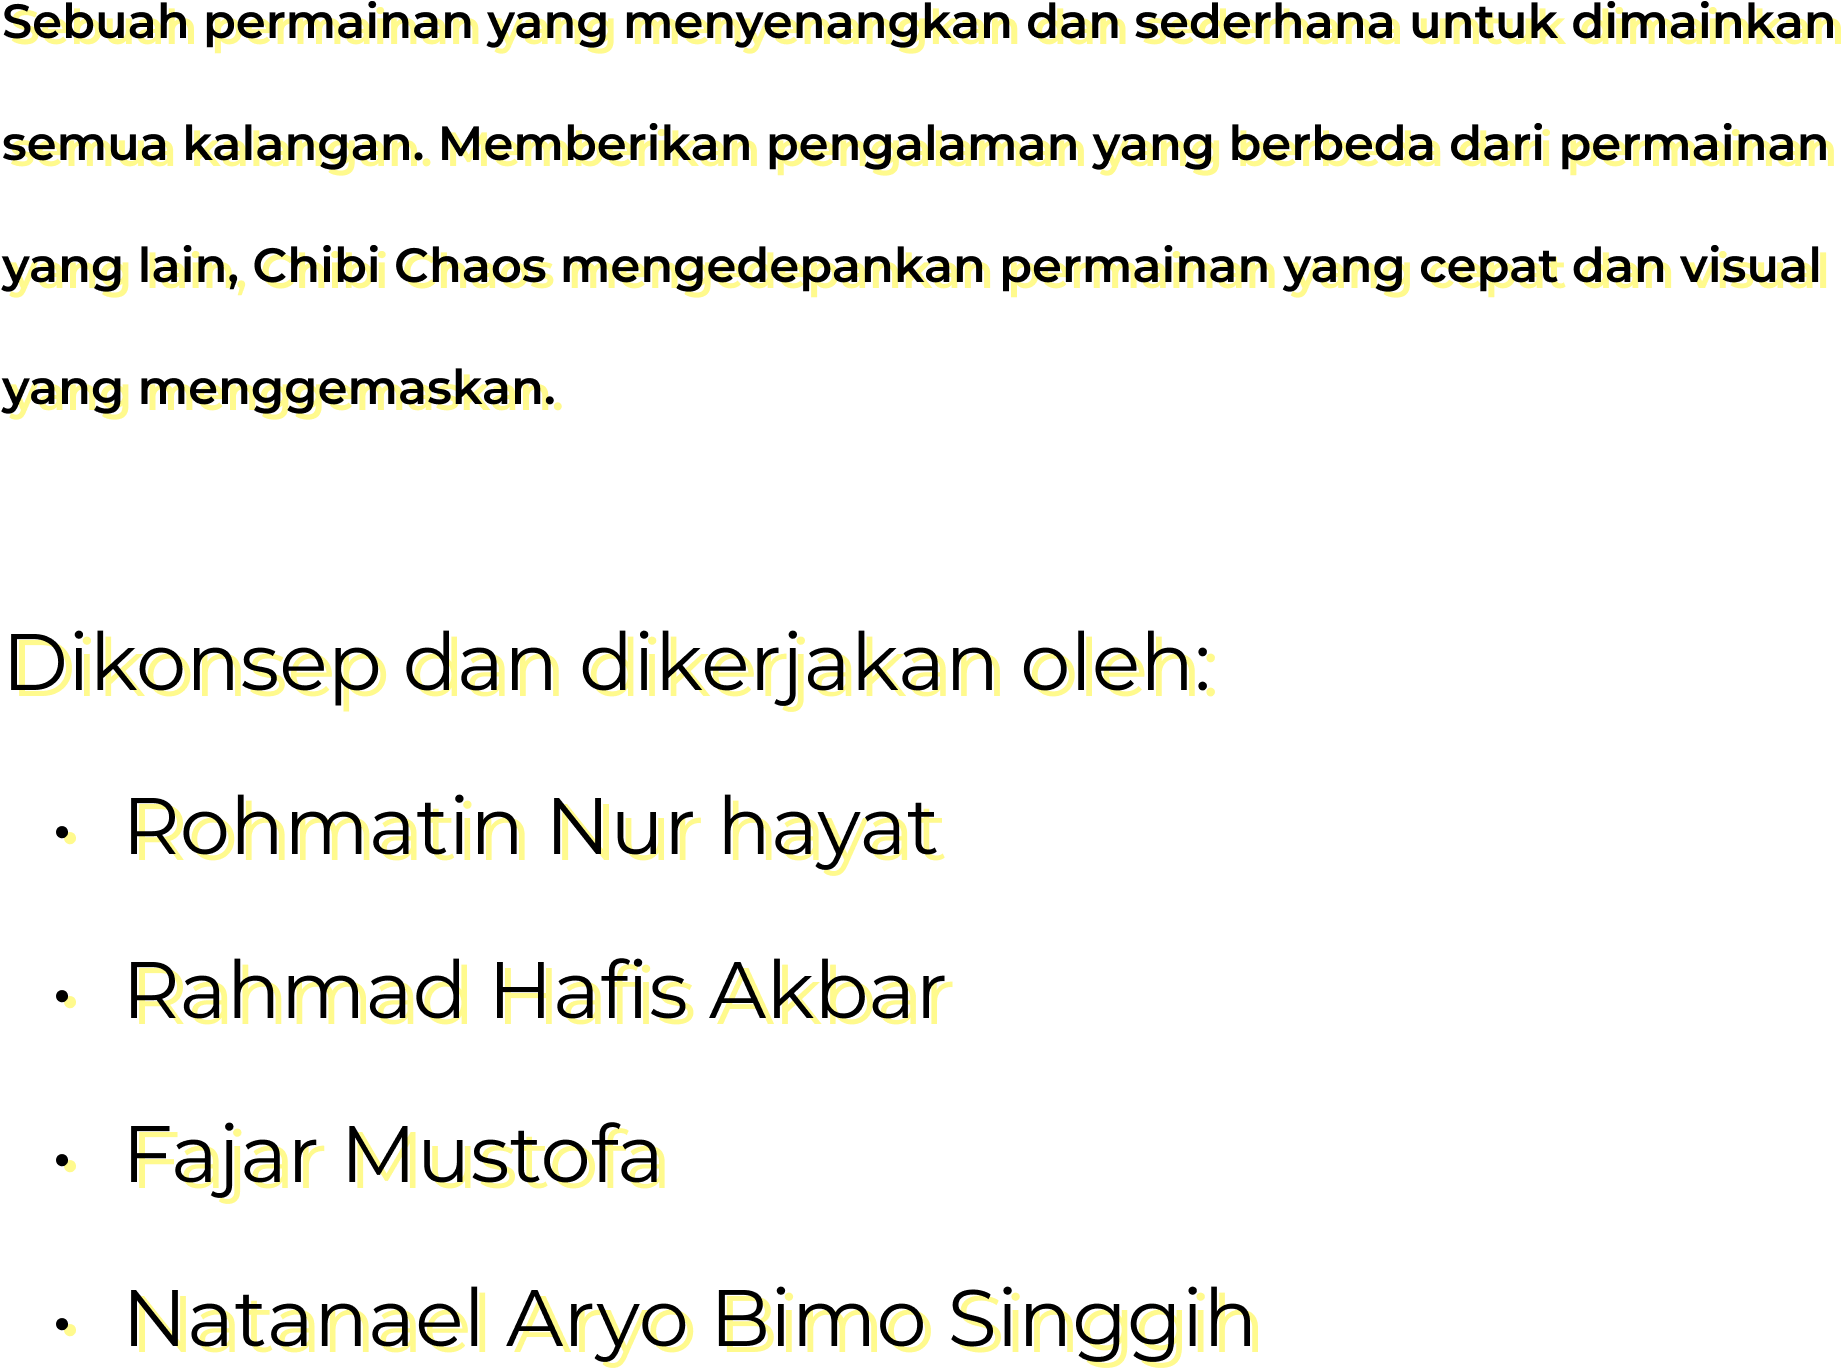 Sebuah permainan yang menyenangkan dan sederhana untuk dimainkan
semua kalangan. Memberikan pengalaman yang berbeda dari permainan
yang lain, Chibi Chaos mengedepankan permainan yang cepat dan visual
yang menggemaskan.
Dikonsep dan dikerjakan oleh:
• Rohmatin Nur hayat
• Rahmad Hafis Akbar
• Fajar Mustofa
• Natanael Aryo Bimo Singgih